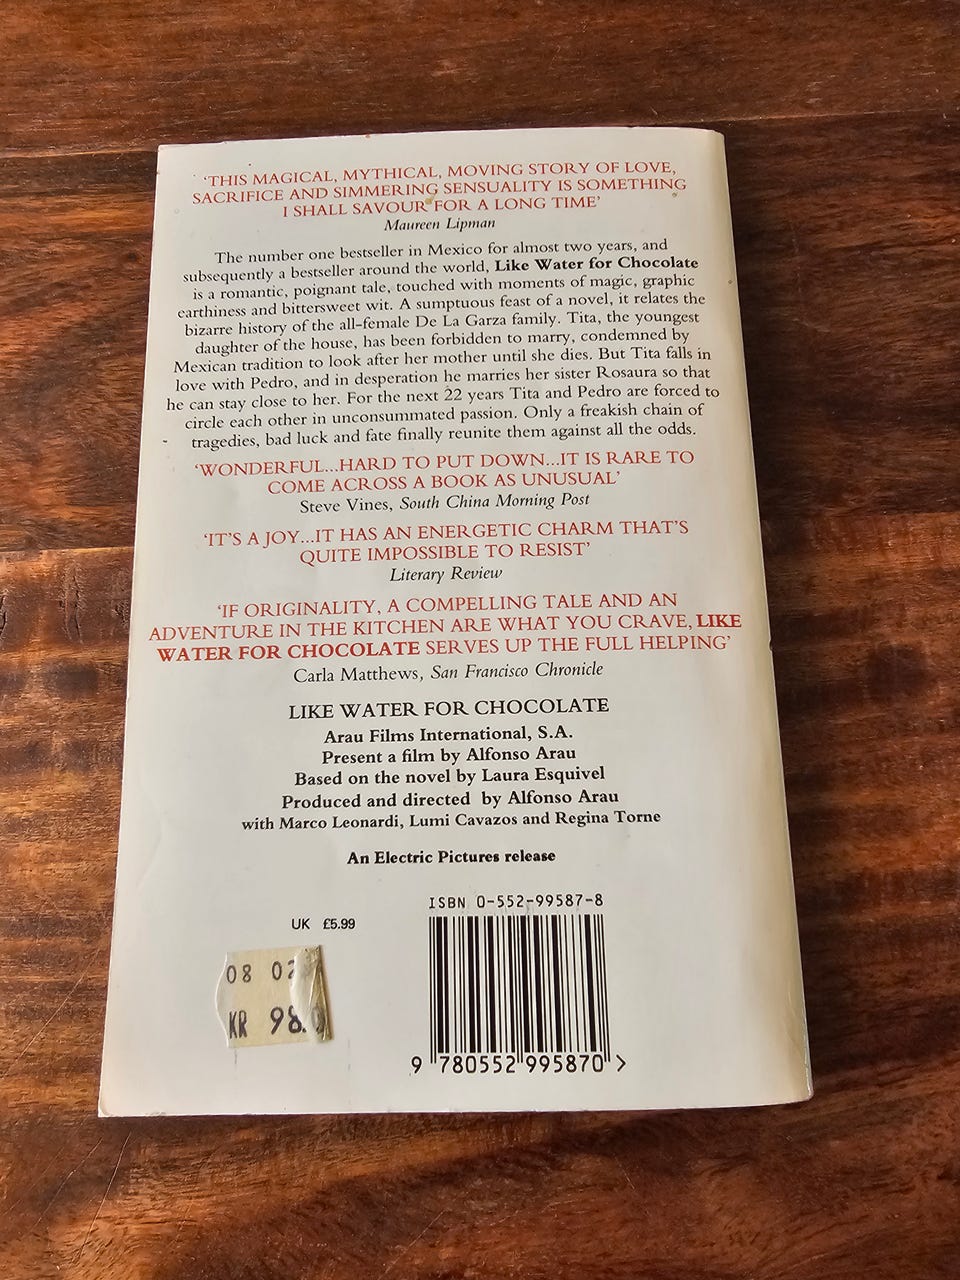 ‘THIS MAGICAL, MYTHICAL, MOVING STORY OF LOVE,
SACRIFICE AND SIMMERING SENSUALITY IS SOMETHING
I SHALL SAVOUR FOR A LONG TIME’
Maureen Lipman
The number one bestseller in Mexico for almost two years, and
subsequently a bestseller around the world, Like Water for Chocolate
is a romantic, poignant tale, touched with moments of magic, graphic
earthiness and bittersweet wit. A sumptuous feast of a novel, it relates the
bizarre history of the all-female De La Garza family. Tita, the youngest
daughter of the house, has been forbidden to marry, condemned by
Mexican tradition to look after her mother until she dies. But Tita falls in
love with Pedro, and in desperation he marries her sister Rosaura so that
he can stay close to her. For the next 22 years Tita and Pedro are forced to
circle each other in unconsummated passion. Only a freakish chain of
tragedies, bad luck and fate finally reunite them against all the odds.
‘WONDERFUL...HARD TO PUT DOWN...IT IS RARE TO
COME ACROSS A BOOK AS UNUSUAL’
Steve Vines, South China Morning Post
‘IT’S A JOY...IT HAS AN ENERGETIC CHARM THAT’S
QUITE IMPOSSIBLE TO RESIST’
Literary Review
‘IF ORIGINALITY, A COMPELLING TALE AND AN
ADVENTURE IN THE KITCHEN ARE WHAT YOU CRAVE, LIKE
WATER FOR CHOCOLATE SERVES UP THE FULL HELPING’
Carla Matthews, San Francisco Chronicle
LIKE WATER FOR CHOCOLATE
Arau Films International, S.A.
Present a film by Alfonso Arau
Based on the novel by Laura Esquivel
Produced and directed by Alfonso Arau
with Marco Leonardi, Lumi Cavazos and Regina Torne
An Electric Pictures release
ISBN 0-552-99587-8
UK £5.99
08 02
KR 98.
9 780552 995870 >